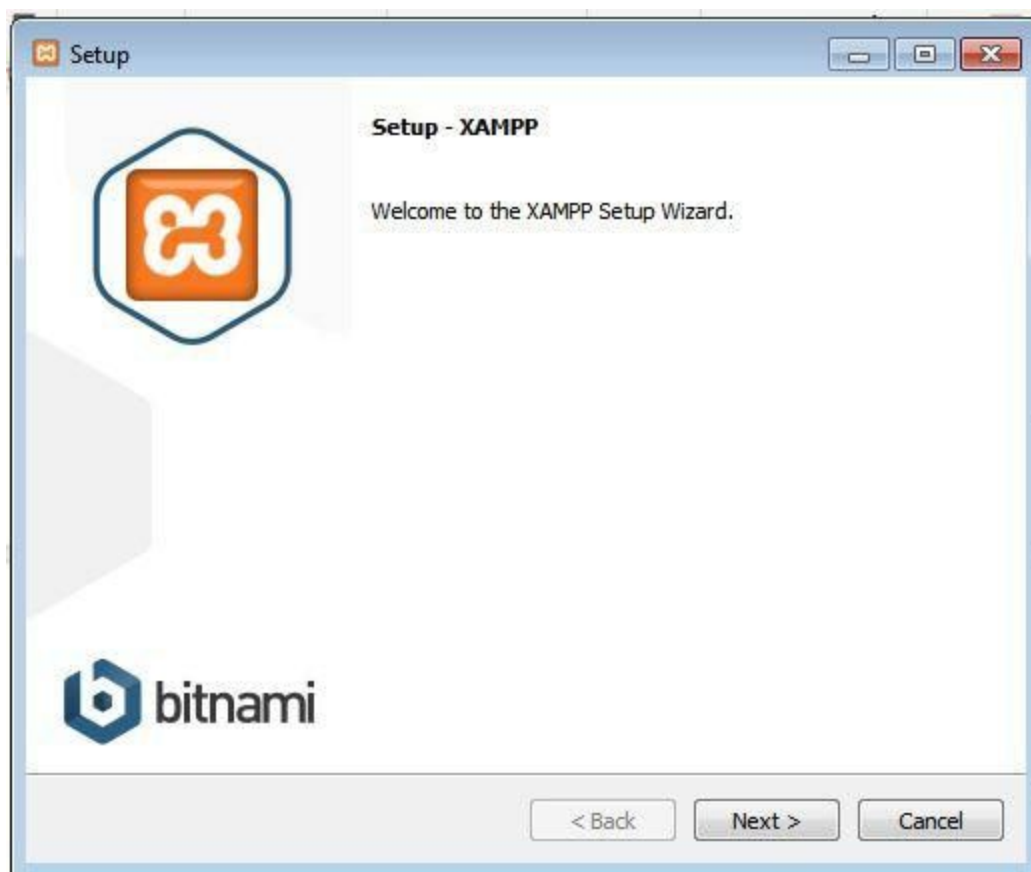 Setup
Setup - XAMPP
Welcome to the XAMPP Setup Wizard.
bitnami
< Back
Next >
Cancel